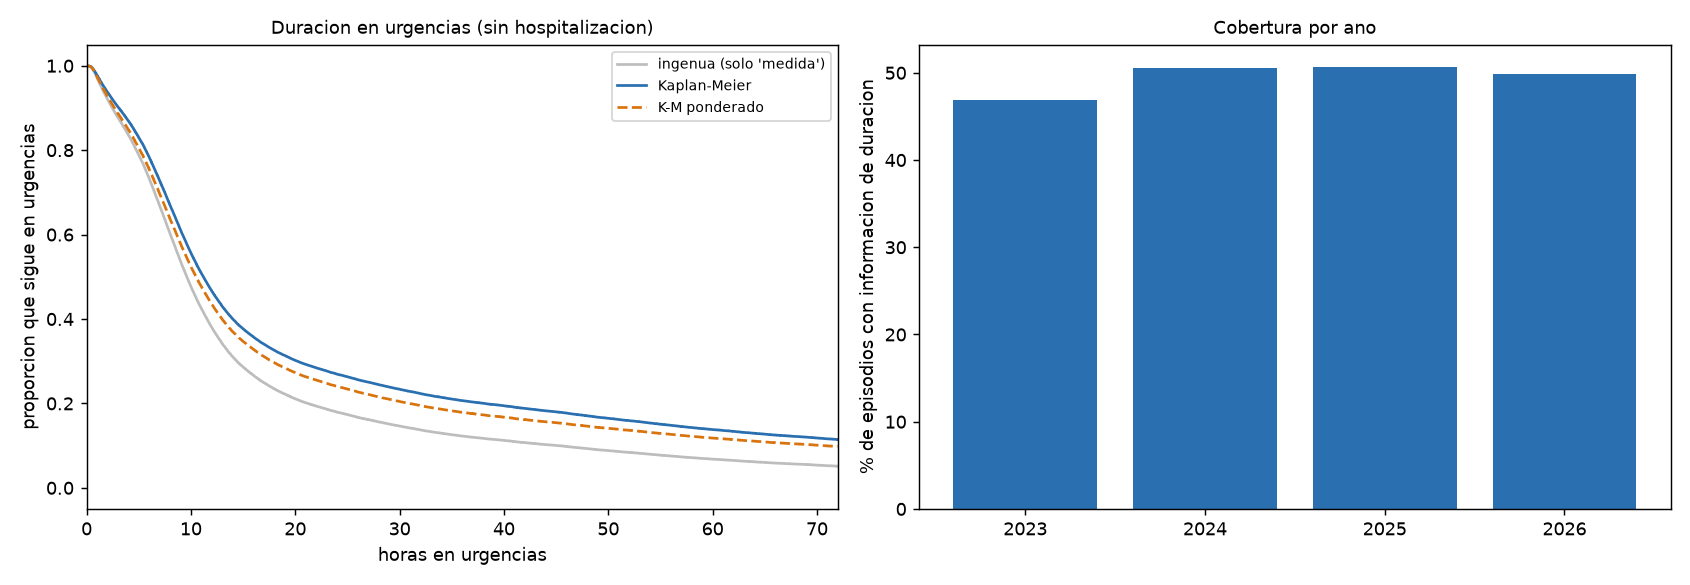 Duracion en urgencias (sin hospitalizacion)
proporcion que sigue en urgencias
1.0
0.8
0.6
0.4
0.2
0.0
ingenua (solo 'medida')
Kaplan-Meier
K-M ponderado
0 10 20 30 40 50 60 70
horas en urgencias
Cobertura por ano
% de episodios con informacion de duracion
50
40
30
20
10
0
2023 2024 2025 2026